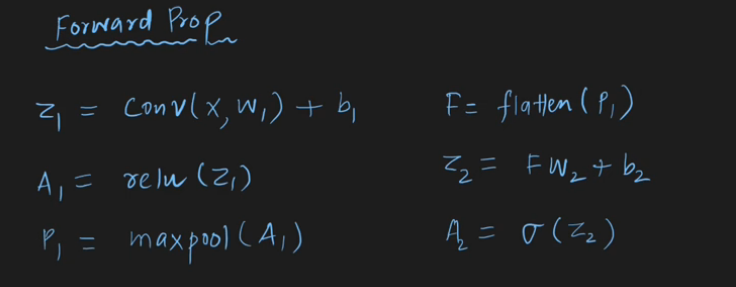 Forward Prop
Z₁ = Conv(X, W₁) + b₁
A₁ = relu(Z₁)
P₁ = maxpool(A₁)
F = flatten(P₁)
Z₂ = FW₂ + b₂
A₂ = σ(Z₂)